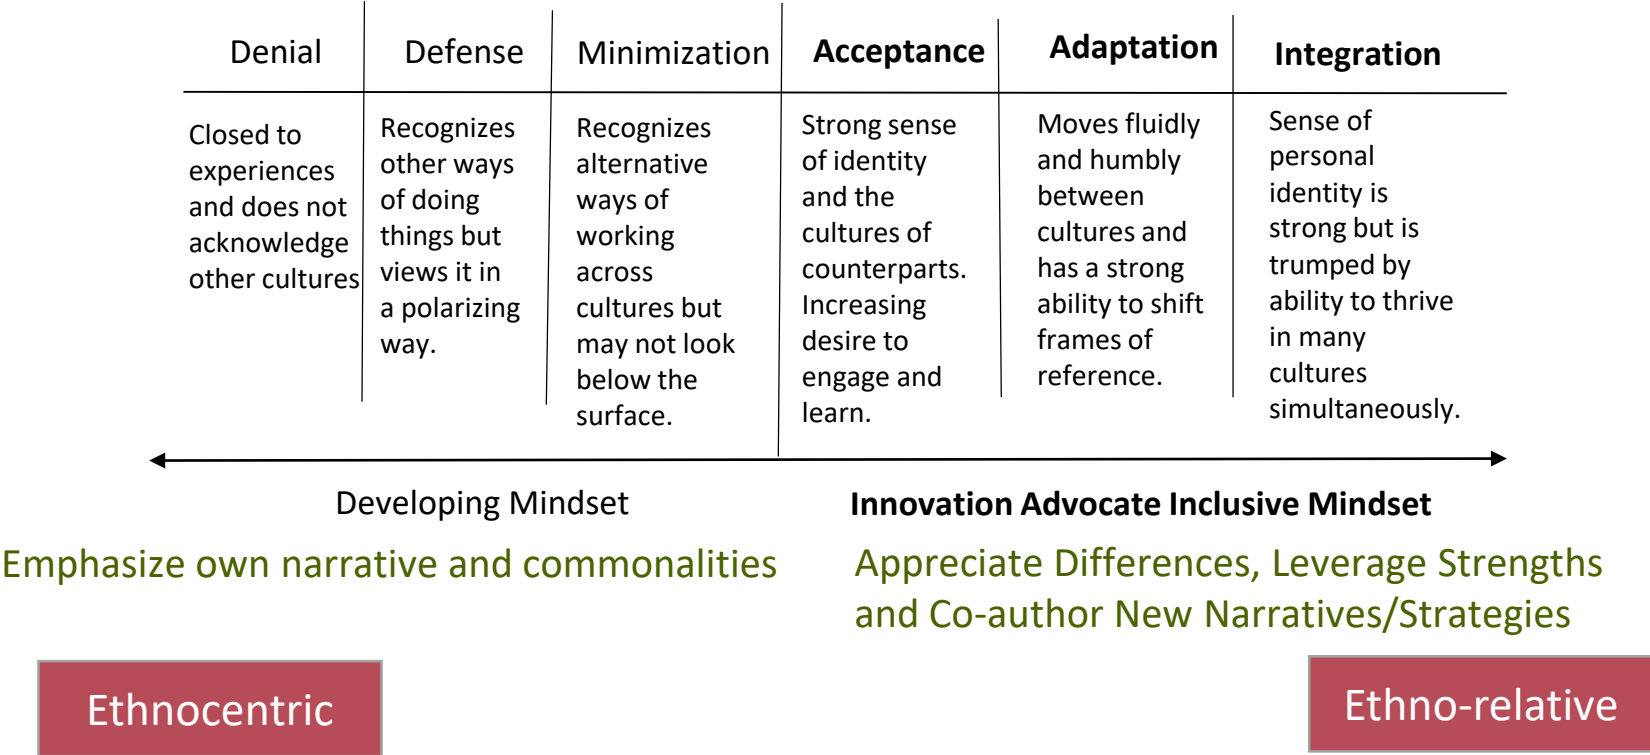 Denial
Defense
Minimization
Acceptance
Adaptation
Integration
Closed to
experiences
and does not
acknowledge
other cultures
Recognizes
other ways
of doing
things but
views it in
a polarizing
way.
Recognizes
alternative
ways of
working
across
cultures but
may not look
below the
surface.
Strong sense
of identity
and the
cultures of
counterparts.
Increasing
desire to
engage and
learn.
Moves fluidly
and humbly
between
cultures and
has a strong
ability to shift
frames of
reference.
Sense of
personal
identity is
strong but is
trumped by
ability to thrive
in many
cultures
simultaneously.
Developing Mindset
Innovation Advocate Inclusive Mindset
Emphasize own narrative and commonalities
Appreciate Differences, Leverage Strengths
and Co-author New Narratives/Strategies
Ethnocentric
Ethno-relative